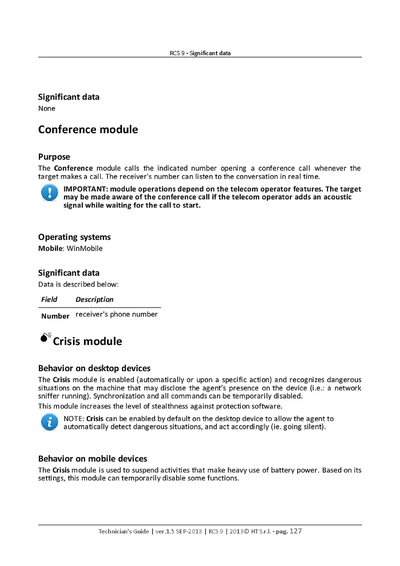 RCS 9 - Significant data
Significant data
None
Conference module
Purpose
The Conference module calls the indicated number opening a conference call whenever the
target makes a call. The receiver's number can listen to the conversation in real time.
IMPORTANT: module operations depend on the telecom operator features. The target
may be made aware of the conference call if the telecom operator adds an acoustic
signal while waiting for the call to start.
Operating systems
Mobile: WinMobile
Significant data
Data is described below:
Field Description
Number receiver's phone number
Crisis module
Behavior on desktop devices
The Crisis module is enabled (automatically or upon a specific action) and recognizes dangerous
situations on the machine that may disclose the agent's presence on the device (i.e.: a network
sniffer running). Synchronization and all commands can be temporarily disabled.
This module increases the level of stealthness against protection software.
NOTE: Crisis can be enabled by default on the desktop device to allow the agent to
automatically detect dangerous situations, and act accordingly (ie. going silent).
Behavior on mobile devices
The Crisis module is used to suspend activities that make heavy use of battery power. Based on its
settings, this module can temporarily disable some functions.
Technician's Guide | ver.1.5 SEP-2013 | RCS 9 | 2013© HT S.r.l. - pag. 127